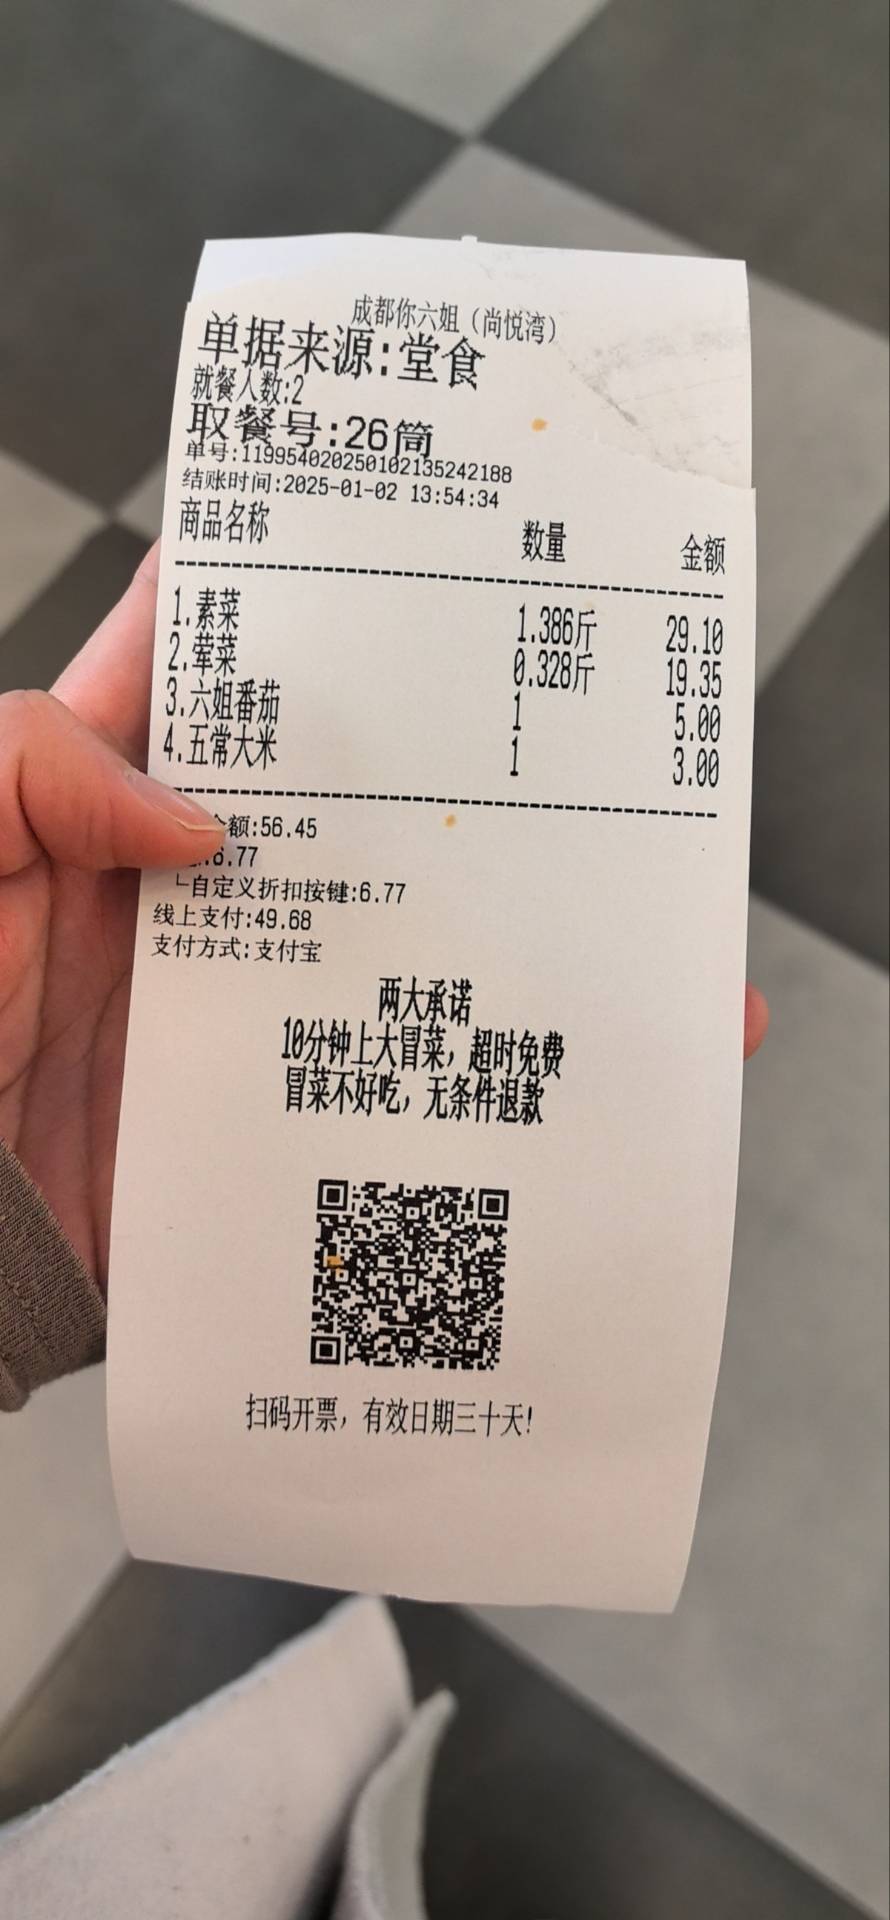 成都你六姐（尚悦湾）
单据来源:堂食
就餐人数:2
取餐号:26筒
单号:119954020250102135242188
结账时间:2025-01-02 13:54:34
商品名称 数量 金额
1.素菜 1.386斤 29.10
2.荤菜 0.328斤 19.35
3.六姐番茄 1 5.00
4.五常大米 1 3.00
额:56.45
6.77
└自定义折扣按键:6.77
线上支付:49.68
支付方式:支付宝
两大承诺
10分钟上大冒菜，超时免费
冒菜不好吃，无条件退款
扫码开票，有效日期三十天!